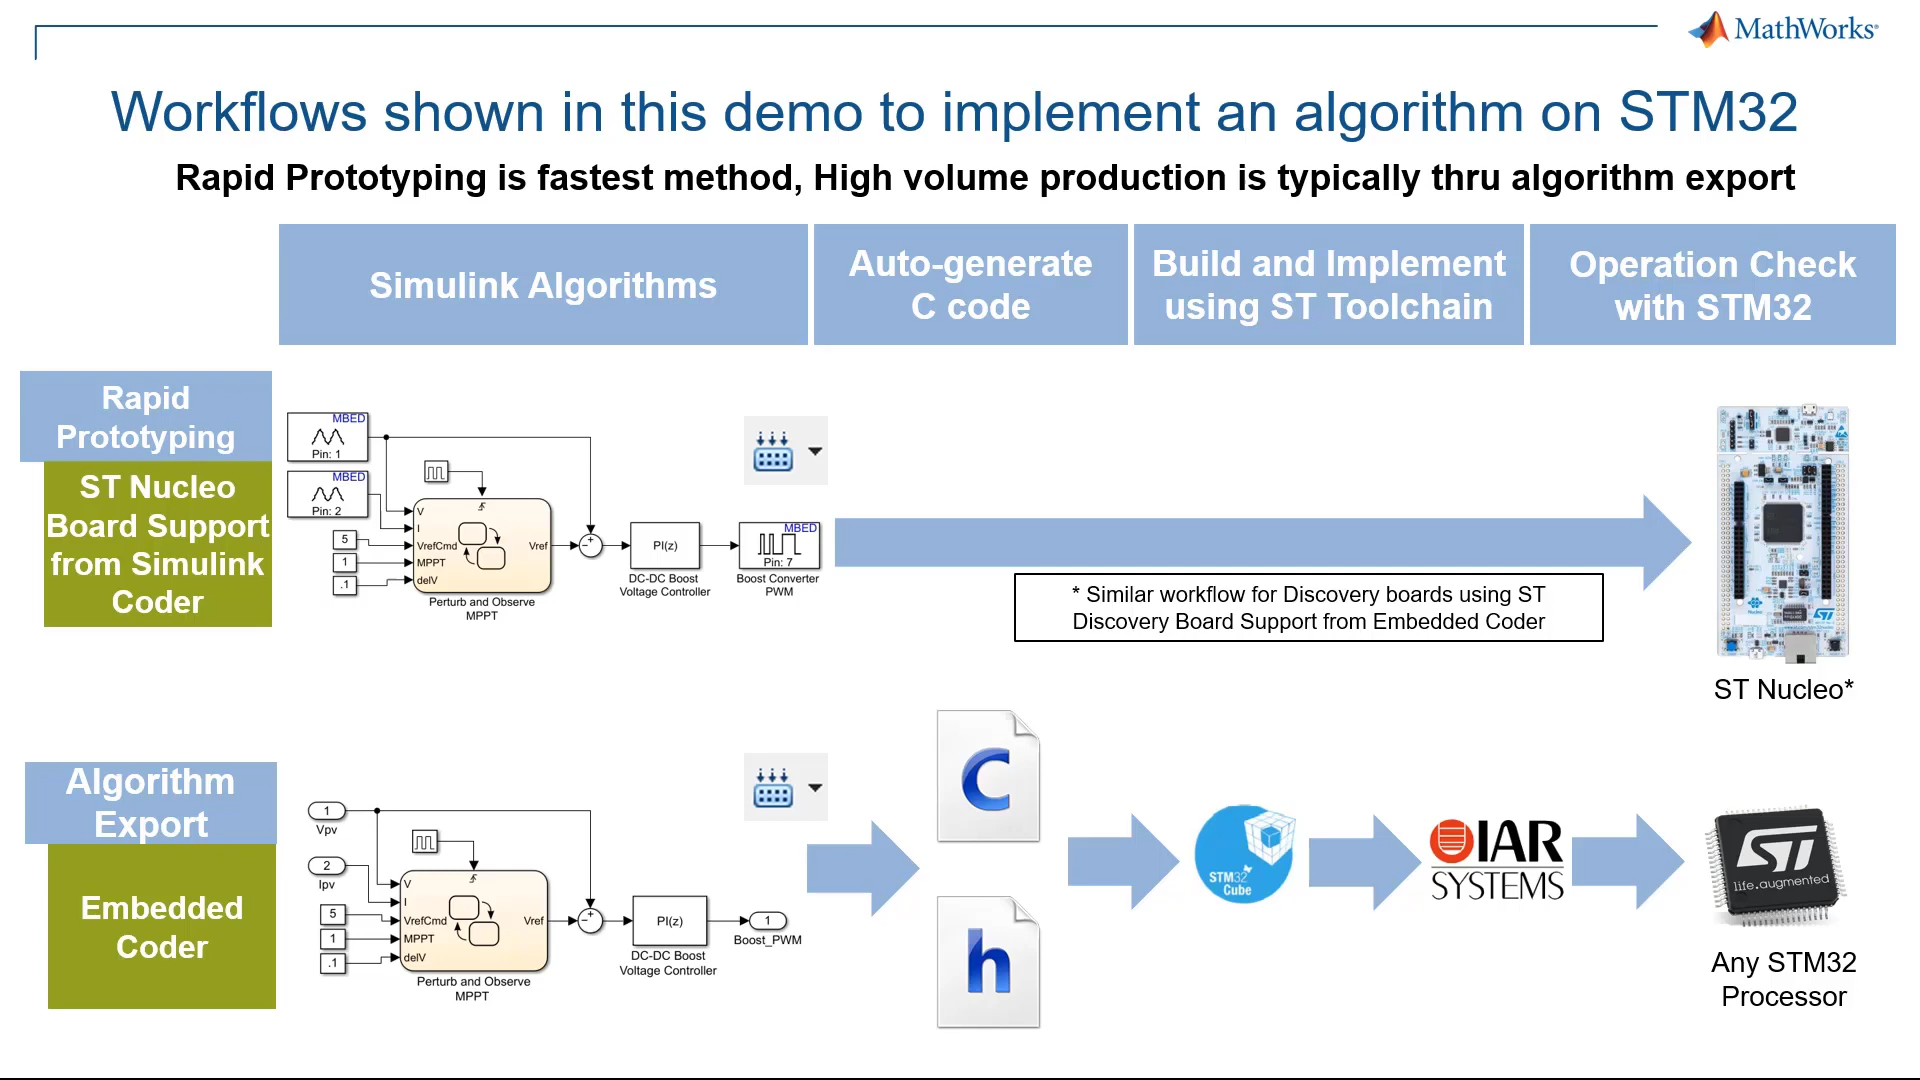 MathWorks®
Workflows shown in this demo to implement an algorithm on STM32
Rapid Prototyping is fastest method, High volume production is typically thru algorithm export
Simulink Algorithms
Auto-generate
C code
Build and Implement
using ST Toolchain
Operation Check
with STM32
Rapid
Prototyping
ST Nucleo
Board Support
from Simulink
Coder
MBED
Pin: 1
MBED
Pin: 2
5
1
.1
V
I
VrefCmd
MPPT
delV
Vref
Perturb and Observe
MPPT
PI(z)
DC-DC Boost
Voltage Controller
MBED
Pin: 7
Boost Converter
PWM
* Similar workflow for Discovery boards using ST
Discovery Board Support from Embedded Coder
Nucleo
ST
ST Nucleo*
Algorithm
Export
Embedded
Coder
1
Vpv
2
Ipv
5
1
.1
V
I
VrefCmd
MPPT
delV
Vref
Perturb and Observe
MPPT
PI(z)
DC-DC Boost
Voltage Controller
1
Boost_PWM
C
h
STM32
Cube
IAR
SYSTEMS
ST
life.augmented
Any STM32
Processor